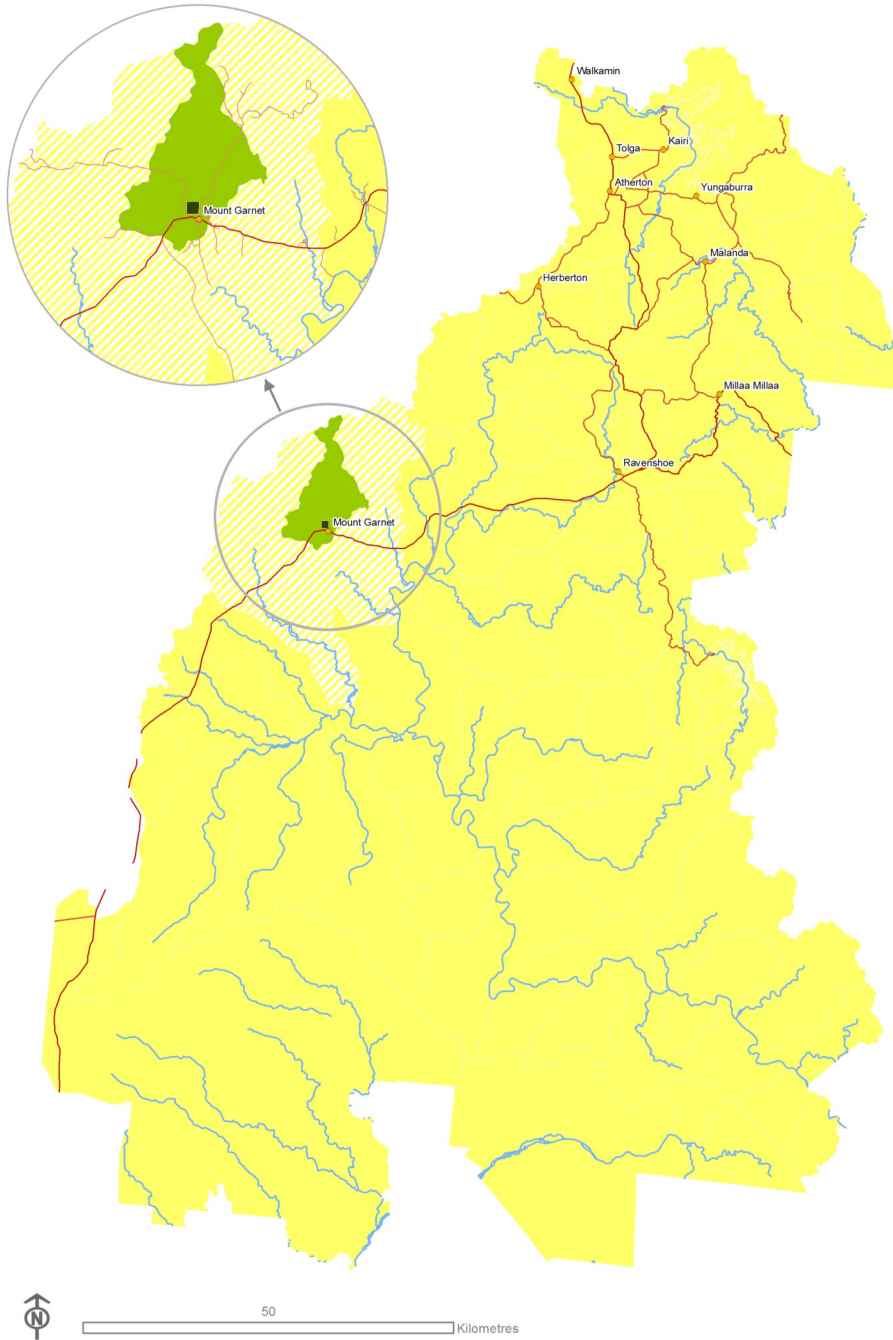 Walkamin
Kairi
Tolga
Atherton
Yungaburra
Mount Garnet
Malanda
Herberton
Millaa Millaa
Ravenshoe
Mount Garnet
N
50
Kilometres